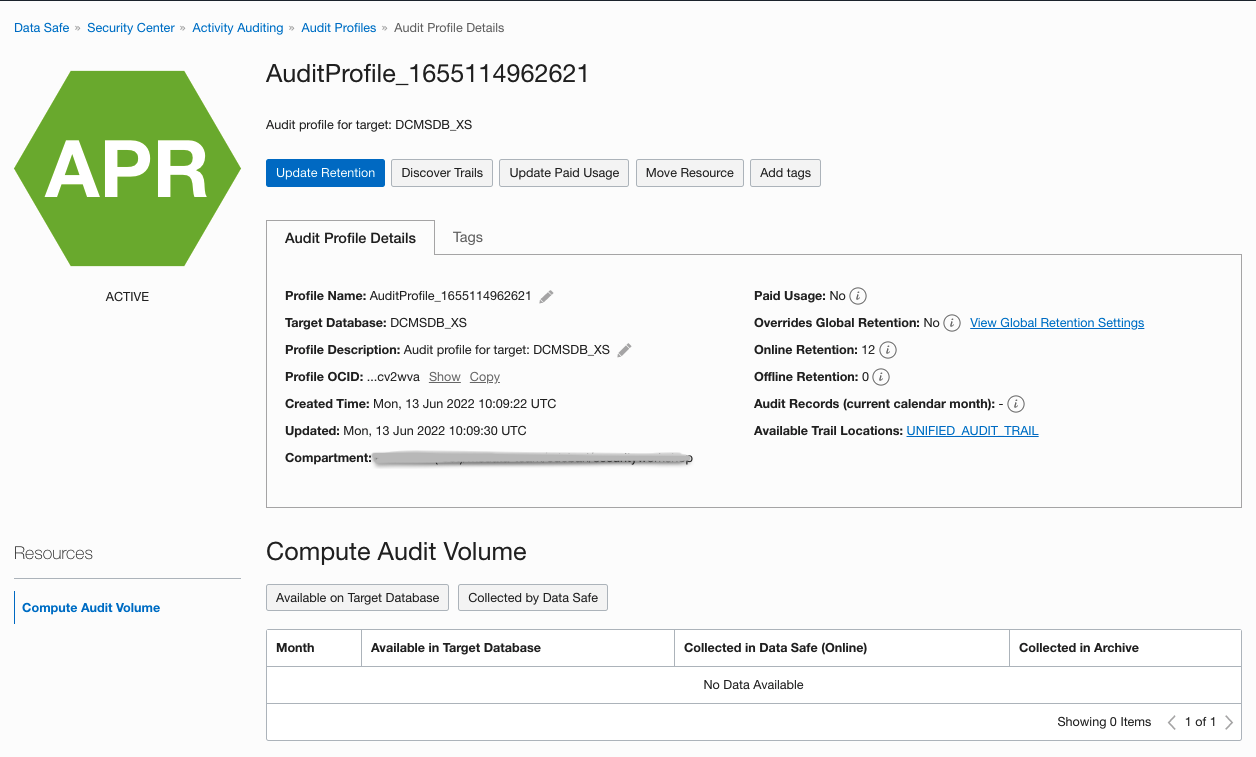 Data Safe » Security Center » Activity Auditing » Audit Profiles » Audit Profile Details
APR
ACTIVE
AuditProfile_1655114962621
Audit profile for target: DCMSDB_XS
Update Retention Discover Trails Update Paid Usage Move Resource Add tags
Audit Profile Details Tags
Profile Name: AuditProfile_1655114962621
Target Database: DCMSDB_XS
Profile Description: Audit profile for target: DCMSDB_XS
Profile OCID: ...cv2wva Show Copy
Created Time: Mon, 13 Jun 2022 10:09:22 UTC
Updated: Mon, 13 Jun 2022 10:09:30 UTC
Compartment:
Paid Usage: No
Overrides Global Retention: No View Global Retention Settings
Online Retention: 12
Offline Retention: 0
Audit Records (current calendar month): -
Available Trail Locations: UNIFIED_AUDIT_TRAIL
Resources
Compute Audit Volume
Compute Audit Volume
Available on Target Database Collected by Data Safe
Month Available in Target Database Collected in Data Safe (Online) Collected in Archive
No Data Available
Showing 0 Items 1 of 1